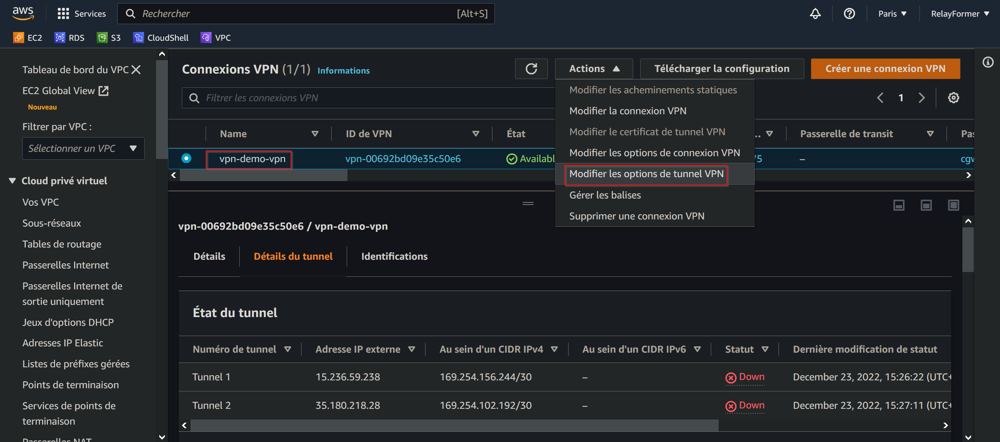 aws
Services
Rechercher
[Alt+S]
Paris
RelayFormer
EC2
RDS
S3
CloudShell
VPC
Tableau de bord du VPC
EC2 Global View
Nouveau
Filtrer par VPC :
Sélectionner un VPC
Cloud privé virtuel
Vos VPC
Sous-réseaux
Tables de routage
Passerelles Internet
Passerelles Internet de
sortie uniquement
Jeux d'options DHCP
Adresses IP Elastic
Listes de préfixes gérées
Points de terminaison
Services de points de
terminaison
Passerelles NAT
Connexions VPN (1/1) Informations
Actions
Télécharger la configuration
Créer une connexion VPN
Filtrer les connexions VPN
1
Modifier les acheminements statiques
Modifier la connexion VPN
Modifier le certificat de tunnel VPN
Modifier les options de connexion VPN
Modifier les options de tunnel VPN
Gérer les balises
Supprimer une connexion VPN
Name
ID de VPN
État
..
Passerelle de transit
Pas
vpn-demo-vpn
vpn-00692bd09e35c50e6
Availabl
75
–
cgw
vpn-00692bd09e35c50e6 / vpn-demo-vpn
Détails
Détails du tunnel
Identifications
État du tunnel
Numéro de tunnel
Adresse IP externe
Au sein d'un CIDR IPv4
Au sein d'un CIDR IPv6
Statut
Dernière modification de statut
Tunnel 1
15.236.59.238
169.254.156.244/30
–
Down
December 23, 2022, 15:26:22 (UTC+
Tunnel 2
35.180.218.28
169.254.102.192/30
–
Down
December 23, 2022, 15:27:11 (UTC+